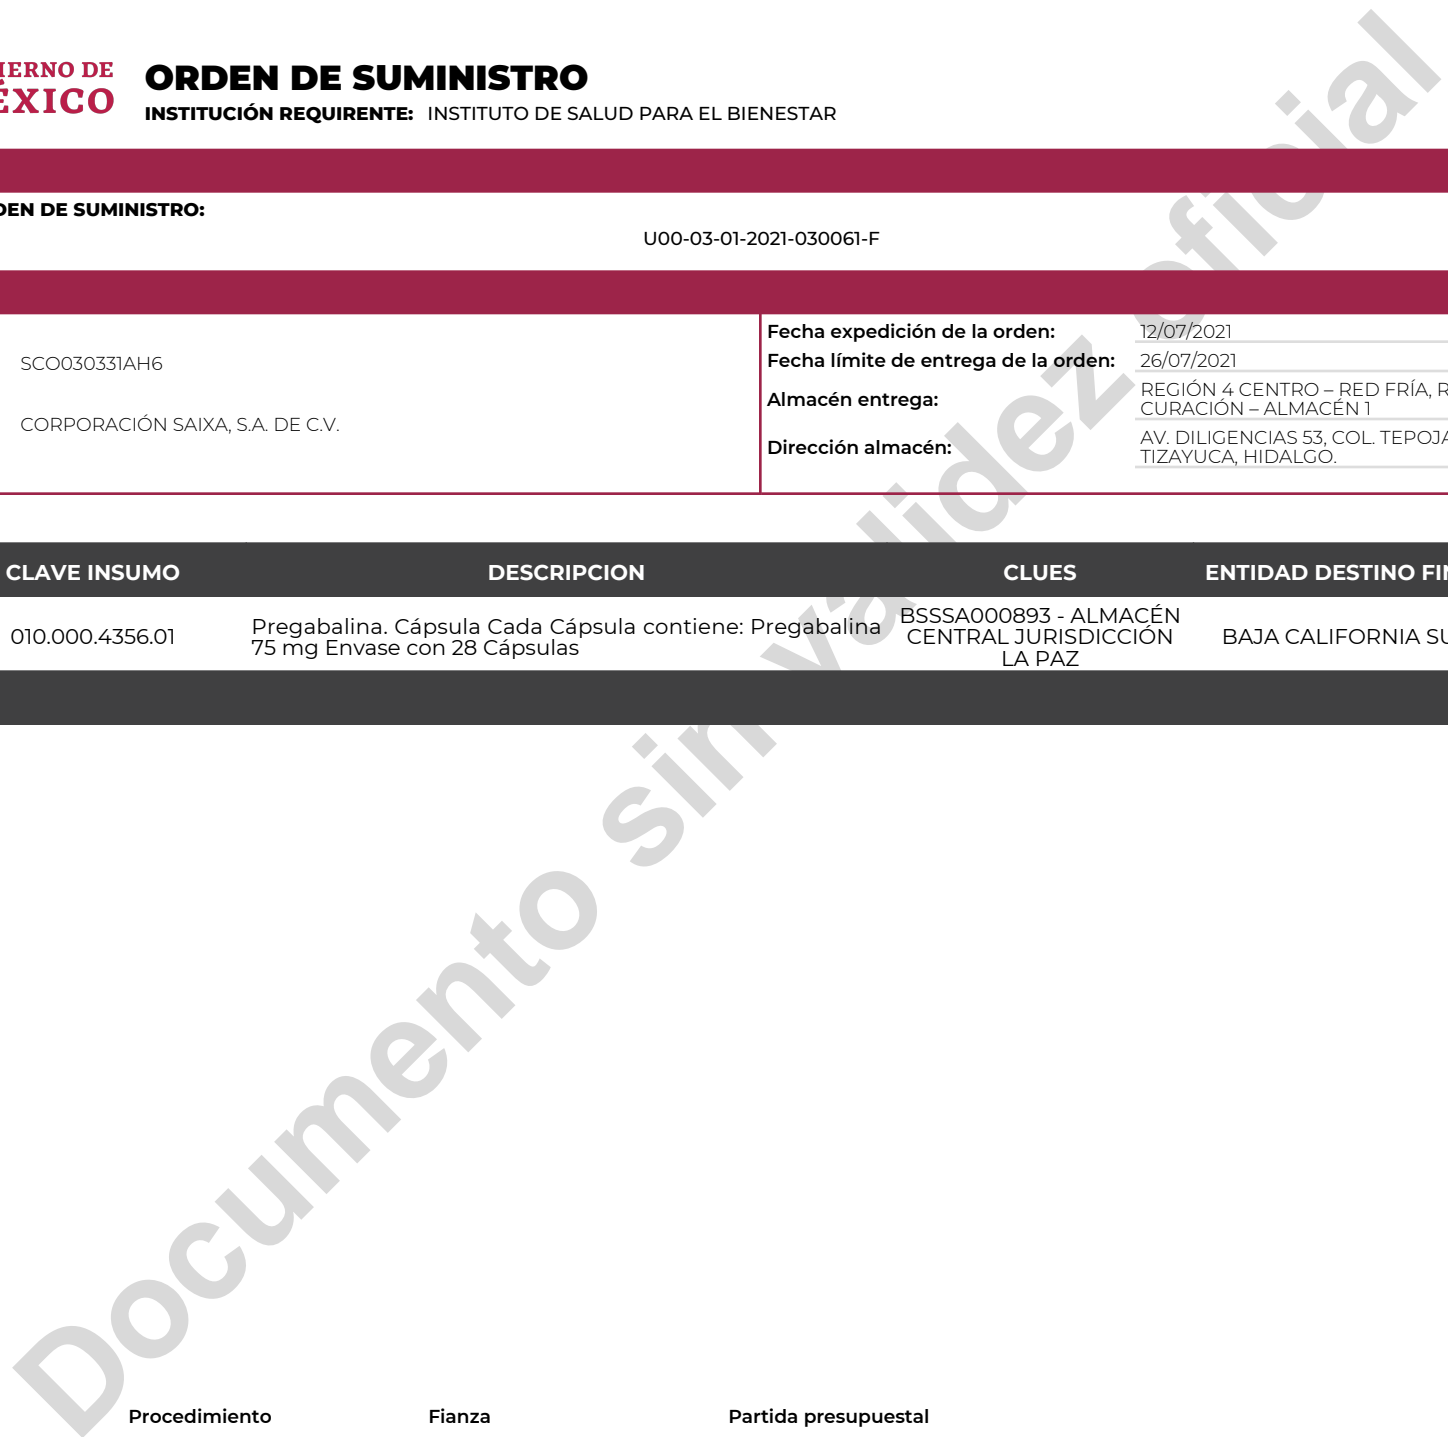 IERNO DE
ÉXICO
ORDEN DE SUMINISTRO
INSTITUCIÓN REQUIRENTE: INSTITUTO DE SALUD PARA EL BIENESTAR
DEN DE SUMINISTRO:
U00-03-01-2021-030061-F
SCO030331AH6
CORPORACIÓN SAIXA, S.A. DE C.V.
Fecha expedición de la orden: 12/07/2021
Fecha límite de entrega de la orden: 26/07/2021
Almacén entrega: REGIÓN 4 CENTRO – RED FRÍA, R
CURACIÓN – ALMACÉN 1
Dirección almacén: AV. DILIGENCIAS 53, COL. TEPOJA
TIZAYUCA, HIDALGO.
CLAVE INSUMO DESCRIPCION CLUES ENTIDAD DESTINO FIN
010.000.4356.01
Pregabalina. Cápsula Cada Cápsula contiene: Pregabalina
75 mg Envase con 28 Cápsulas
BSSSA000893 - ALMACÉN
CENTRAL JURISDICCIÓN
LA PAZ
BAJA CALIFORNIA SU
Documento sin validez oficial
Procedimiento Fianza Partida presupuestal